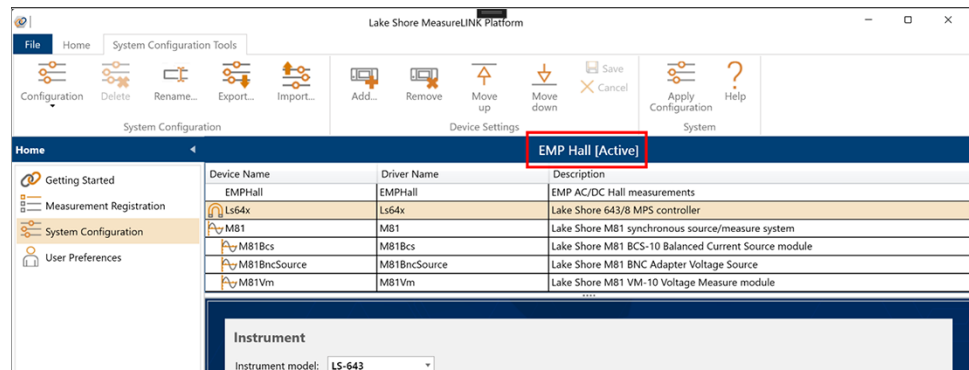 Lake Shore MeasureLINK Platform
File Home System Configuration Tools
Configuration Delete Rename... Export... Import... Add... Remove Move up Move down Save Cancel Apply Configuration Help
System Configuration Device Settings System
Home
EMP Hall [Active]
Getting Started
Measurement Registration
System Configuration
User Preferences
Device Name Driver Name Description
EMPHall EMPHall EMP AC/DC Hall measurements
Ls64x Ls64x Lake Shore 643/8 MPS controller
M81 M81 Lake Shore M81 synchronous source/measure system
M81Bcs M81Bcs Lake Shore M81 BCS-10 Balanced Current Source module
M81BncSource M81BncSource Lake Shore M81 BNC Adapter Voltage Source
M81Vm M81Vm Lake Shore M81 VM-10 Voltage Measure module
Instrument
Instrument model: LS-643